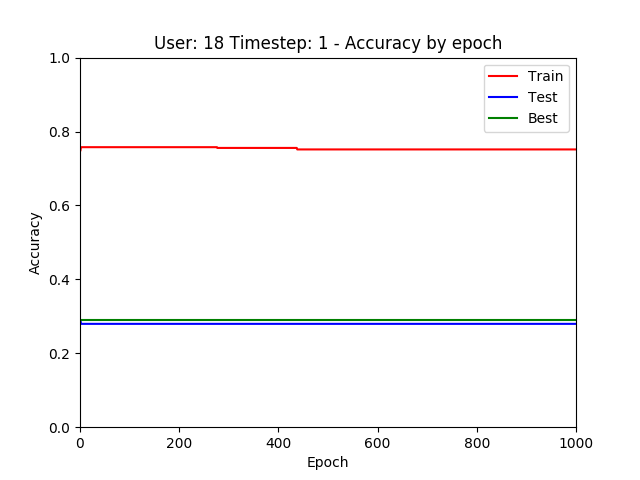 User: 18 Timestep: 1 - Accuracy by epoch
1.0
0.8
0.6
0.4
0.2
0.0
Accuracy
Train
Test
Best
0 200 400 600 800 1000
Epoch